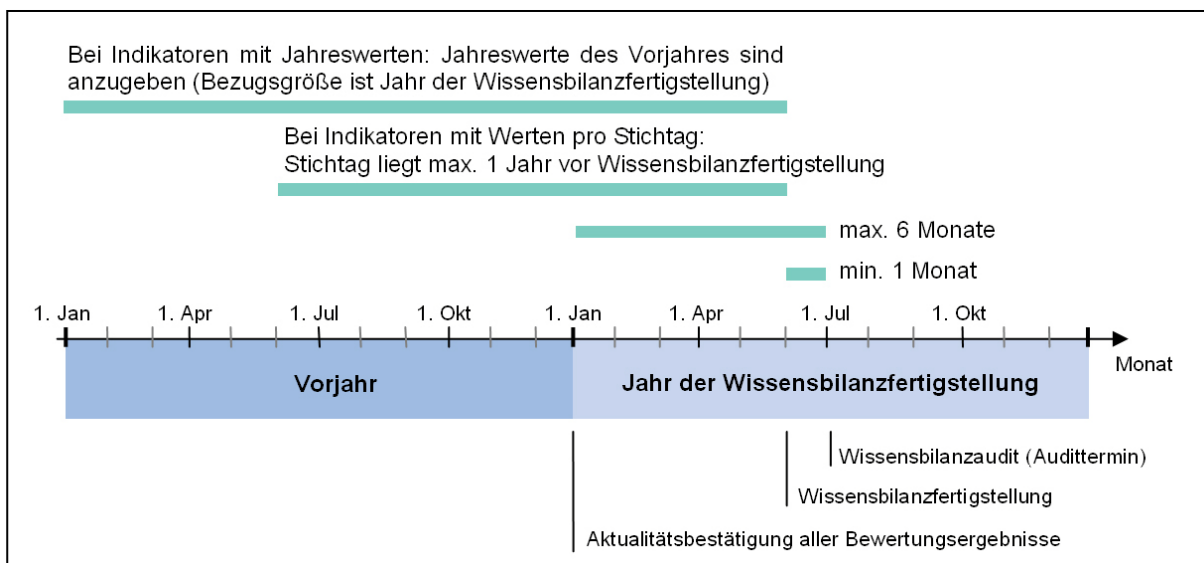 Bei Indikatoren mit Jahreswerten: Jahreswerte des Vorjahres sind
anzugeben (Bezugsgröße ist Jahr der Wissensbilanzfertigstellung)
Bei Indikatoren mit Werten pro Stichtag:
Stichtag liegt max. 1 Jahr vor Wissensbilanzfertigstellung
max. 6 Monate
min. 1 Monat
1. Jan 1. Apr 1. Jul 1. Okt 1. Jan 1. Apr 1. Jul 1. Okt
Monat
Vorjahr Jahr der Wissensbilanzfertigstellung
Wissensbilanzaudit (Audittermin)
Wissensbilanzfertigstellung
Aktualitätsbestätigung aller Bewertungsergebnisse